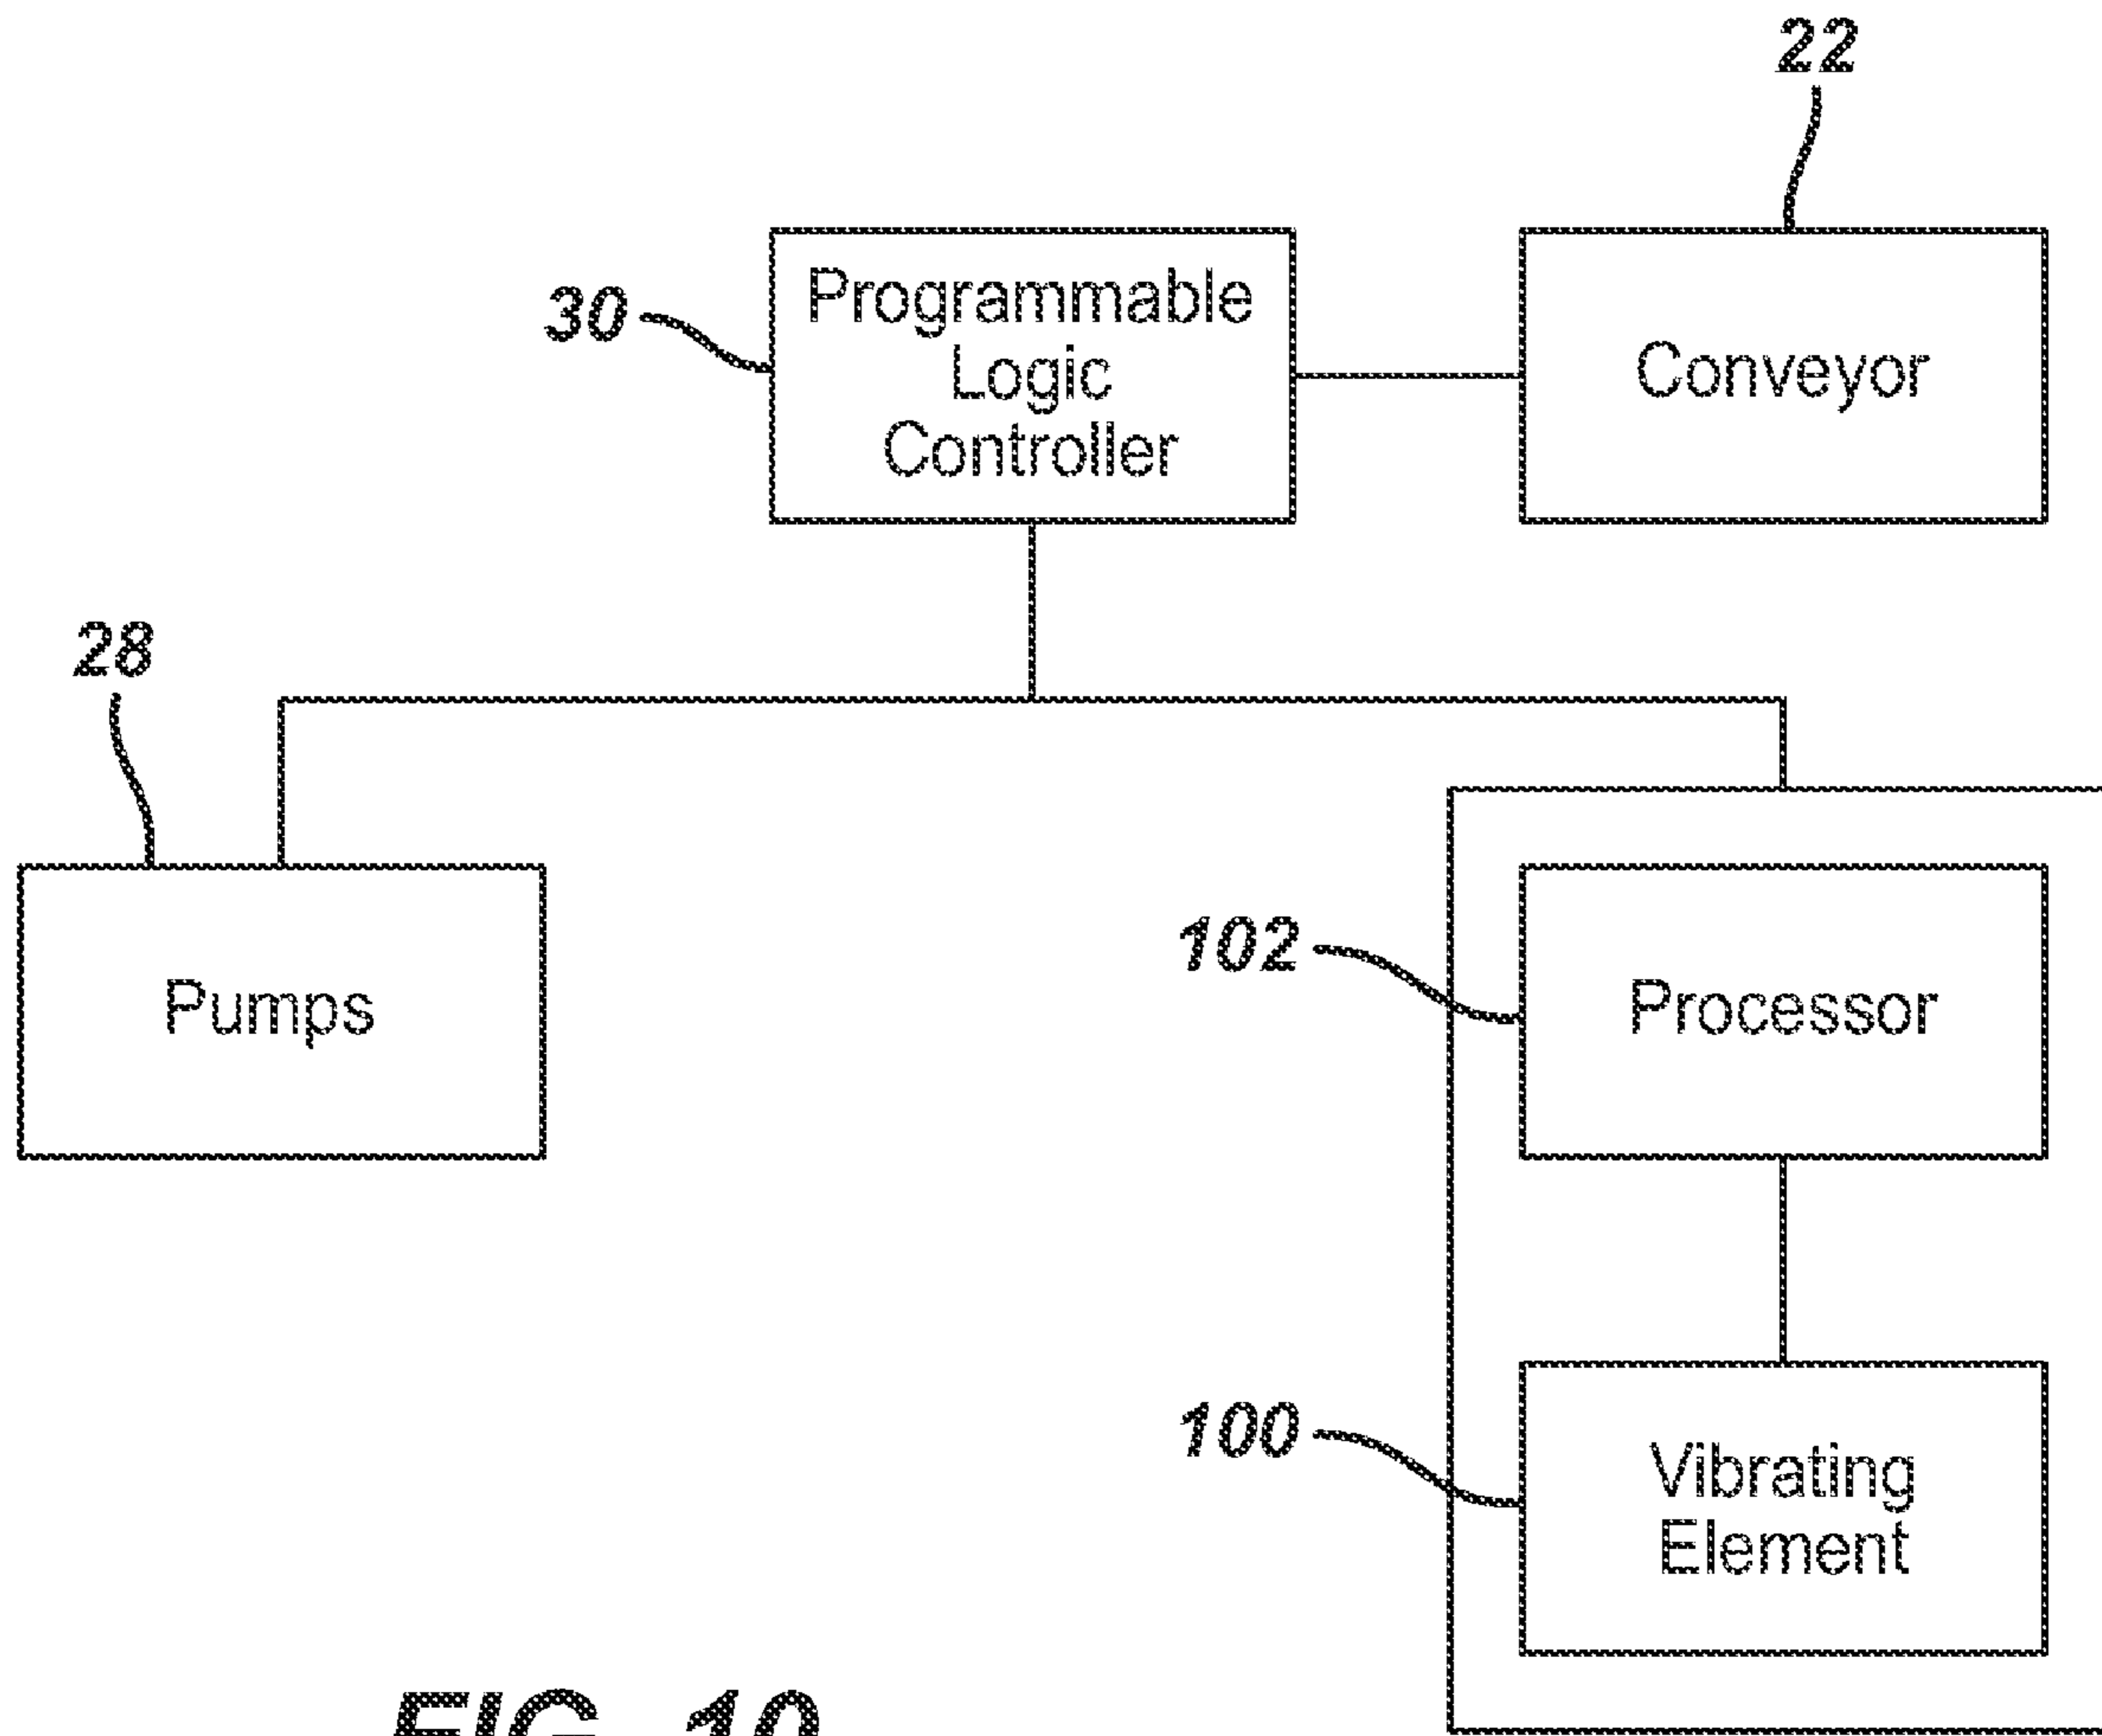 22
30
Programmable
Logic
Controller
Conveyor
28
Pumps
102
Processor
100
Vibrating
Element
FIG. 10